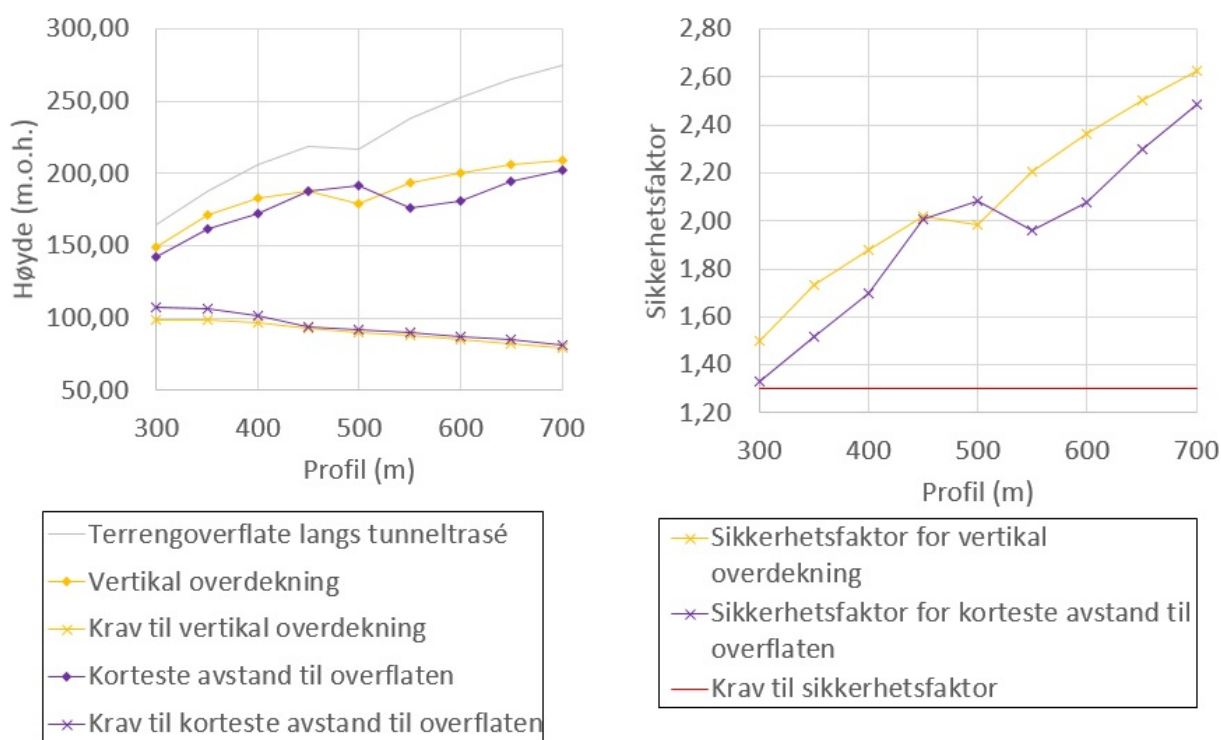 300,00
250,00
200,00
150,00
100,00
50,00
Høyde (m.o.h.)
300 400 500 600 700
Profil (m)
Terrengoverflate langs tunneltrasé
Vertikal overdekning
Krav til vertikal overdekning
Korteste avstand til overflaten
Krav til korteste avstand til overflaten
2,80
2,60
2,40
2,20
2,00
1,80
1,60
1,40
1,20
Sikkerhetsfaktor
300 400 500 600 700
Profil (m)
Sikkerhetsfaktor for vertikal
overdekning
Sikkerhetsfaktor for korteste avstand til
overflaten
Krav til sikkerhetsfaktor